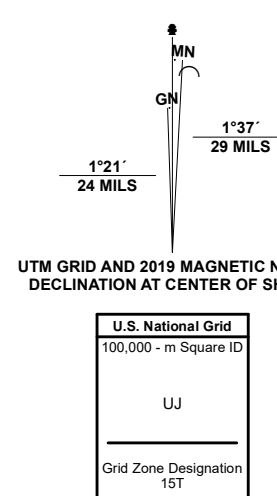 MN
GN
1°37´
29 MILS
1°21´
24 MILS
UTM GRID AND 2019 MAGNETIC N
DECLINATION AT CENTER OF SH
U.S. National Grid
100,000 - m Square ID
UJ
Grid Zone Designation
15T